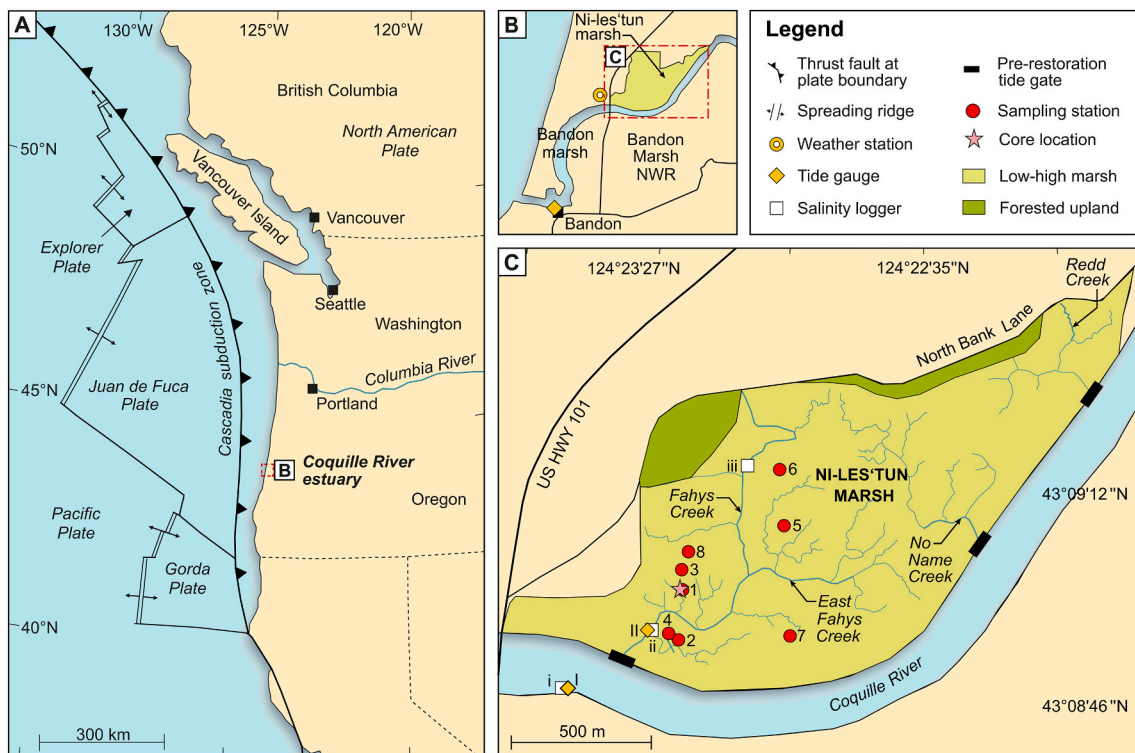 A
130°W
125°W
120°W
British Columbia
North American
Plate
50°N
Vancouver Island
Vancouver
Explorer
Plate
Seattle
Washington
Cascadia subduction zone
Columbia River
45°N
Juan de Fuca
Plate
Portland
B
Coquille River
estuary
Oregon
Pacific
Plate
Gorda
Plate
40°N
300 km
B
Ni-les'tun
marsh
C
Bandon
marsh
Bandon
Marsh
NWR
Bandon
Legend
Thrust fault at
plate boundary
Spreading ridge
Weather station
Tide gauge
Salinity logger
Pre-restoration
tide gate
Sampling station
Core location
Low-high marsh
Forested upland
C
124°23'27"N
124°22'35"N
Redd
Creek
North Bank Lane
US HWY 101
iii
6
NI-LES'TUN
MARSH
Fahys
Creek
43°09'12"N
5
8
No
Name
Creek
3
1
East
Fahys
Creek
4
II
ii
2
7
Coquille River
i
I
43°08'46"N
500 m